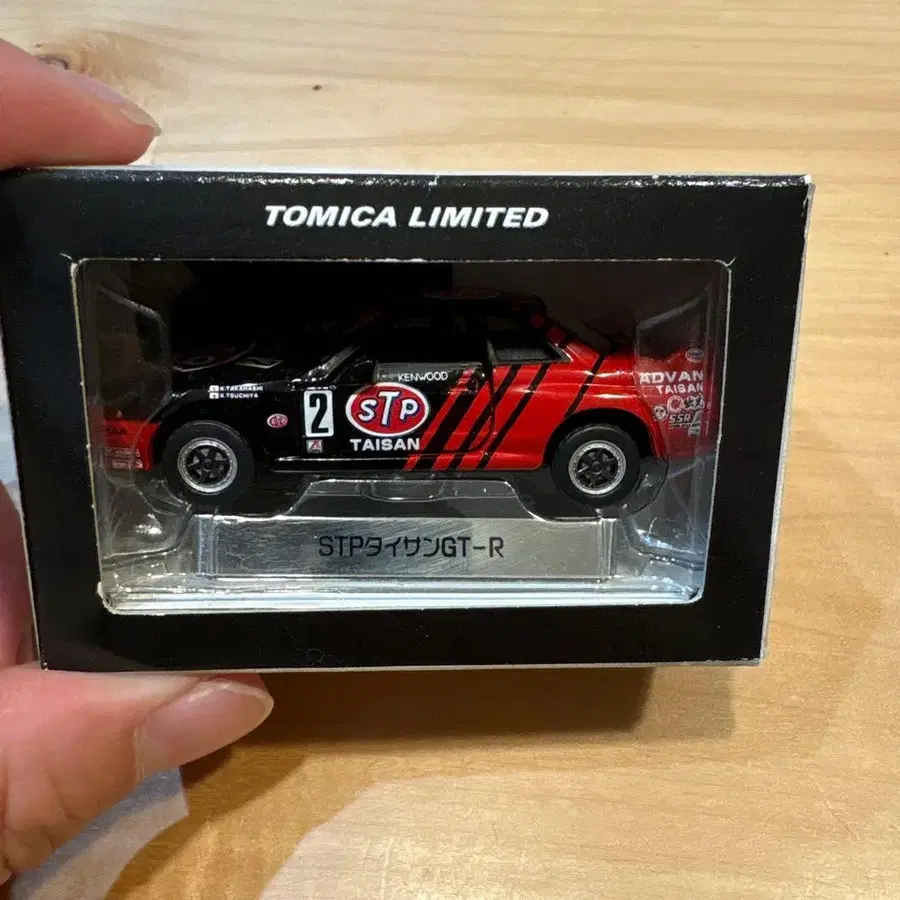 TOMICA LIMITED
KENWOOD
K.TAKAHASHI
K.TSUCHIYA
2
STP
TAISAN
STP
ADVAN
TAISAN
SSR
STPタイサンGT-R